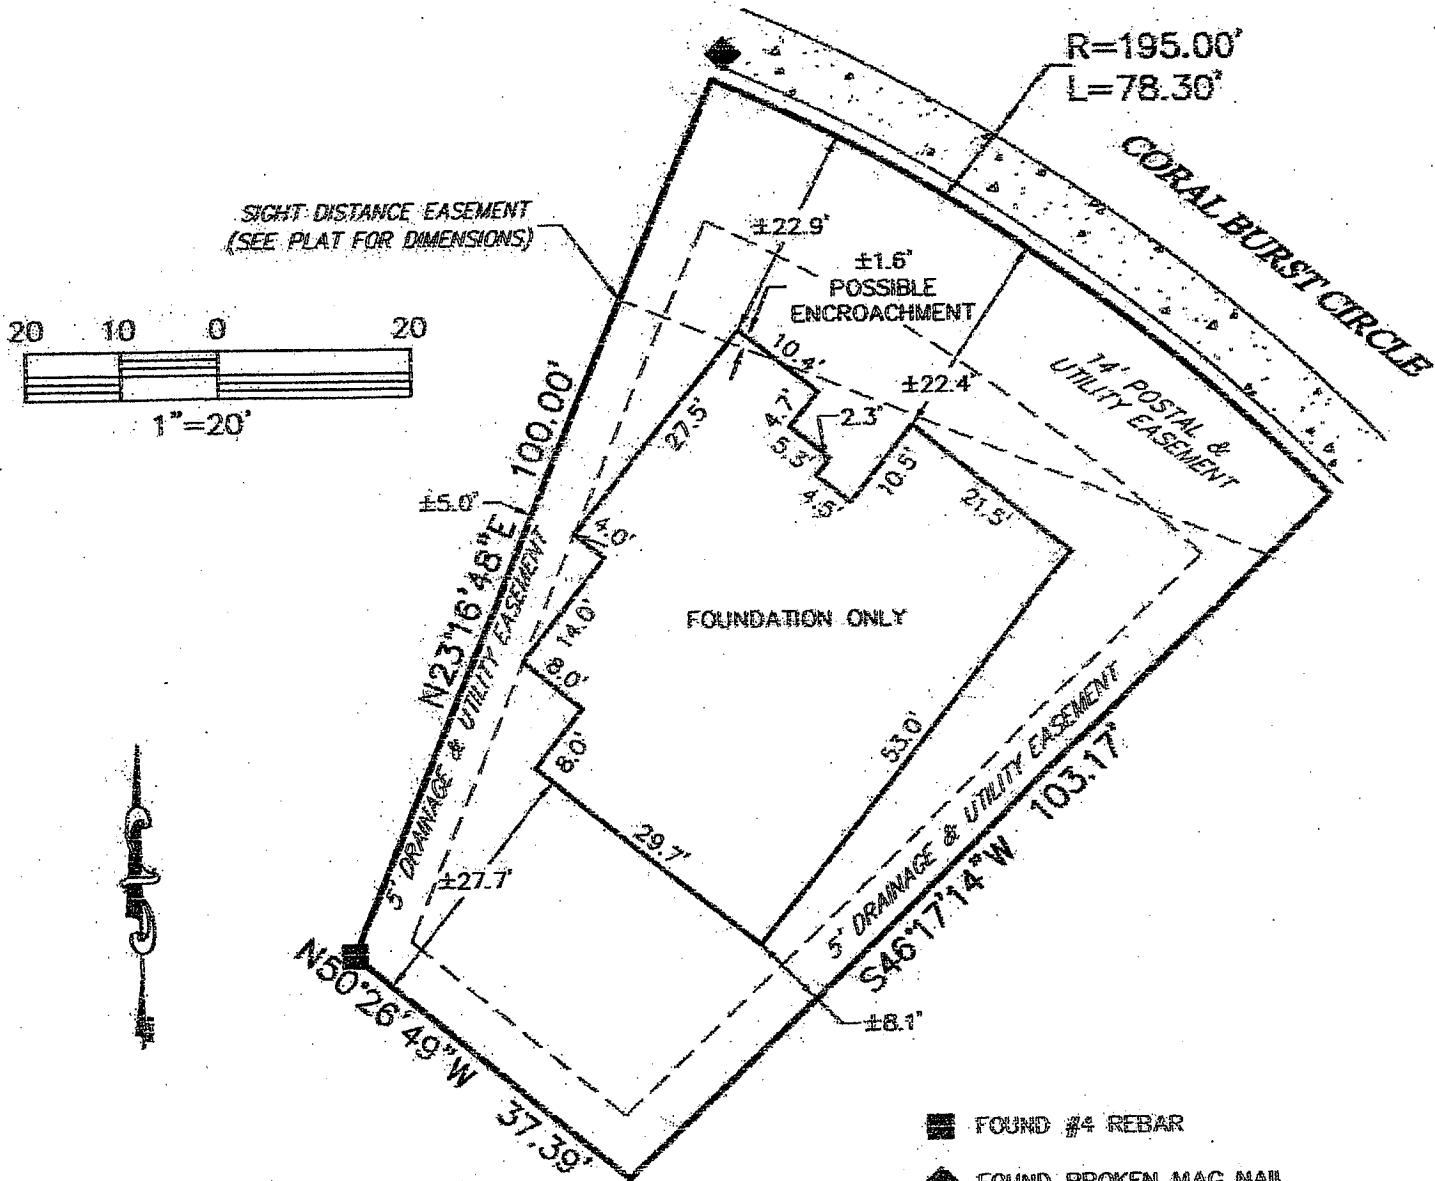 R=195.00'
L=78.30'
CORAL BURST CIRCLE
SIGHT DISTANCE EASEMENT
(SEE PLAT FOR DIMENSIONS)
±22.9'
±1.6'
POSSIBLE
ENCROACHMENT
20 10 0 20
1"=20'
10.4'
±22.4'
14' POSTAL &
UTILITY EASEMENT
4.7'
2.3'
5.3'
4.5'
10.5'
21.5'
27.5'
±5.0'
4.0'
N23°16'48"E 100.00'
5' DRAINAGE & UTILITY EASEMENT
14.0'
8.0'
8.0'
FOUNDATION ONLY
53.0'
29.7'
±27.7'
5' DRAINAGE & UTILITY EASEMENT
S46°17'14"W 103.17'
±8.1'
N50°26'49"W 37.39'
FOUND #4 REBAR
FOUND BROKEN MAG NAIL